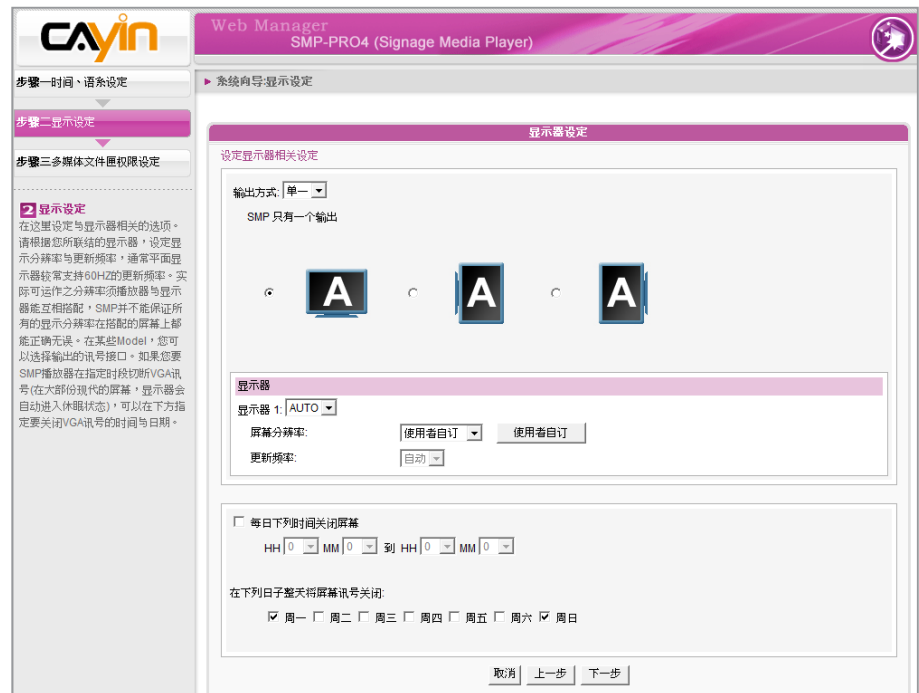 CAYIN
Web Manager
SMP-PRO4 (Signage Media Player)
步骤一时间、语系设定
步骤二显示设定
步骤三多媒体文件匣权限设定
2 显示设定
在这里设定与显示器相关的选项。
请根据您所联结的显示器，设定显
示分辨率与更新频率，通常平面显
示器较常支持60HZ的更新频率。实
际可运作之分辨率须播放器与显示
器能互相搭配，SMP并不能保证所
有的显示分辨率在搭配的屏幕上都
能正确无误。在某些Model，您可
以选择输出的讯号接口。如果您要
SMP播放器在指定时段切断VGA讯
号(在大部份现代的屏幕，显示器会
自动进入休眠状态)，可以在下方指
定要关闭VGA讯号的时间与日期。
系统向导:显示设定
显示器设定
设定显示器相关设定
输出方式: 单一
SMP 只有一个输出
A A A
显示器
显示器 1: AUTO
屏幕分辨率: 使用者自订 使用者自订
更新频率: 自动
每日下列时间关闭屏幕
HH 0 MM 0 到 HH 0 MM 0
在下列日子整天将屏幕讯号关闭:
周一 周二 周三 周四 周五 周六 周日
取消 上一步 下一步